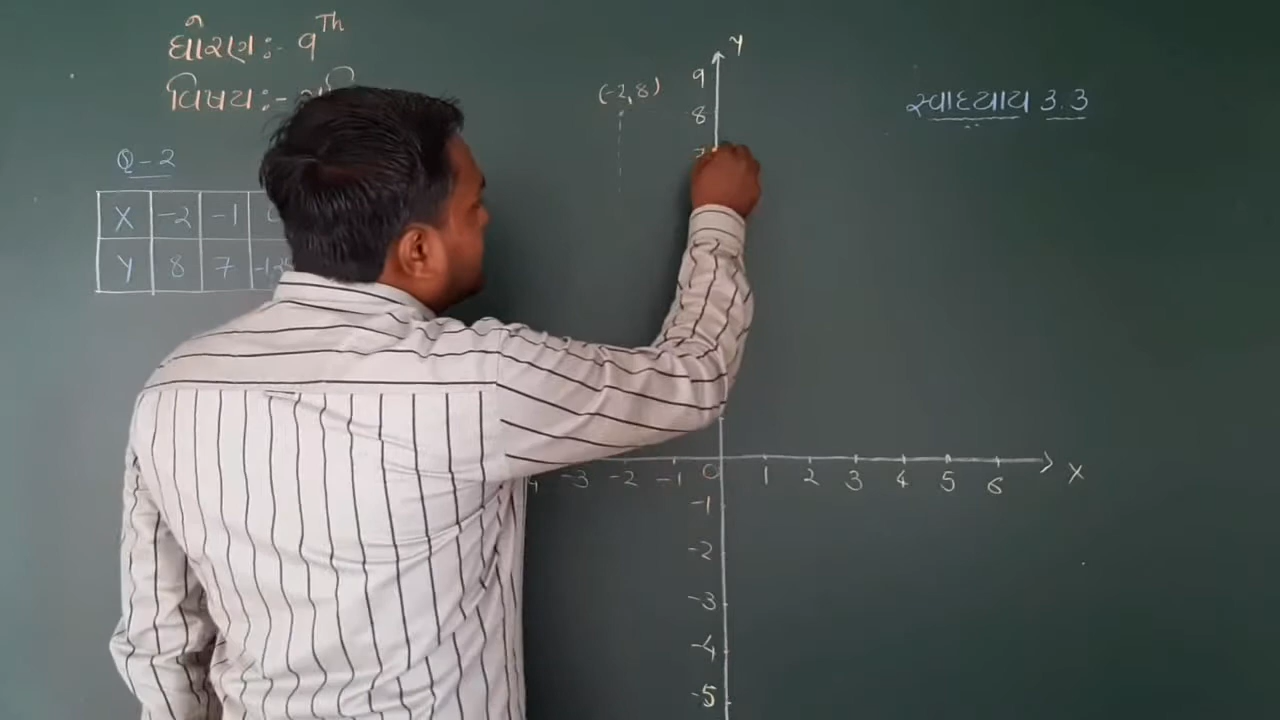 ધોરણ :- 9Th
વિષય :-
સ્વાધ્યાય 3.3
Q - 2
X -2 -1
Y 8 7
(-2, 8)
Y
9
8
7
-3 -2 -1 0 1 2 3 4 5 6 X
-1
-2
-3
-4
-5